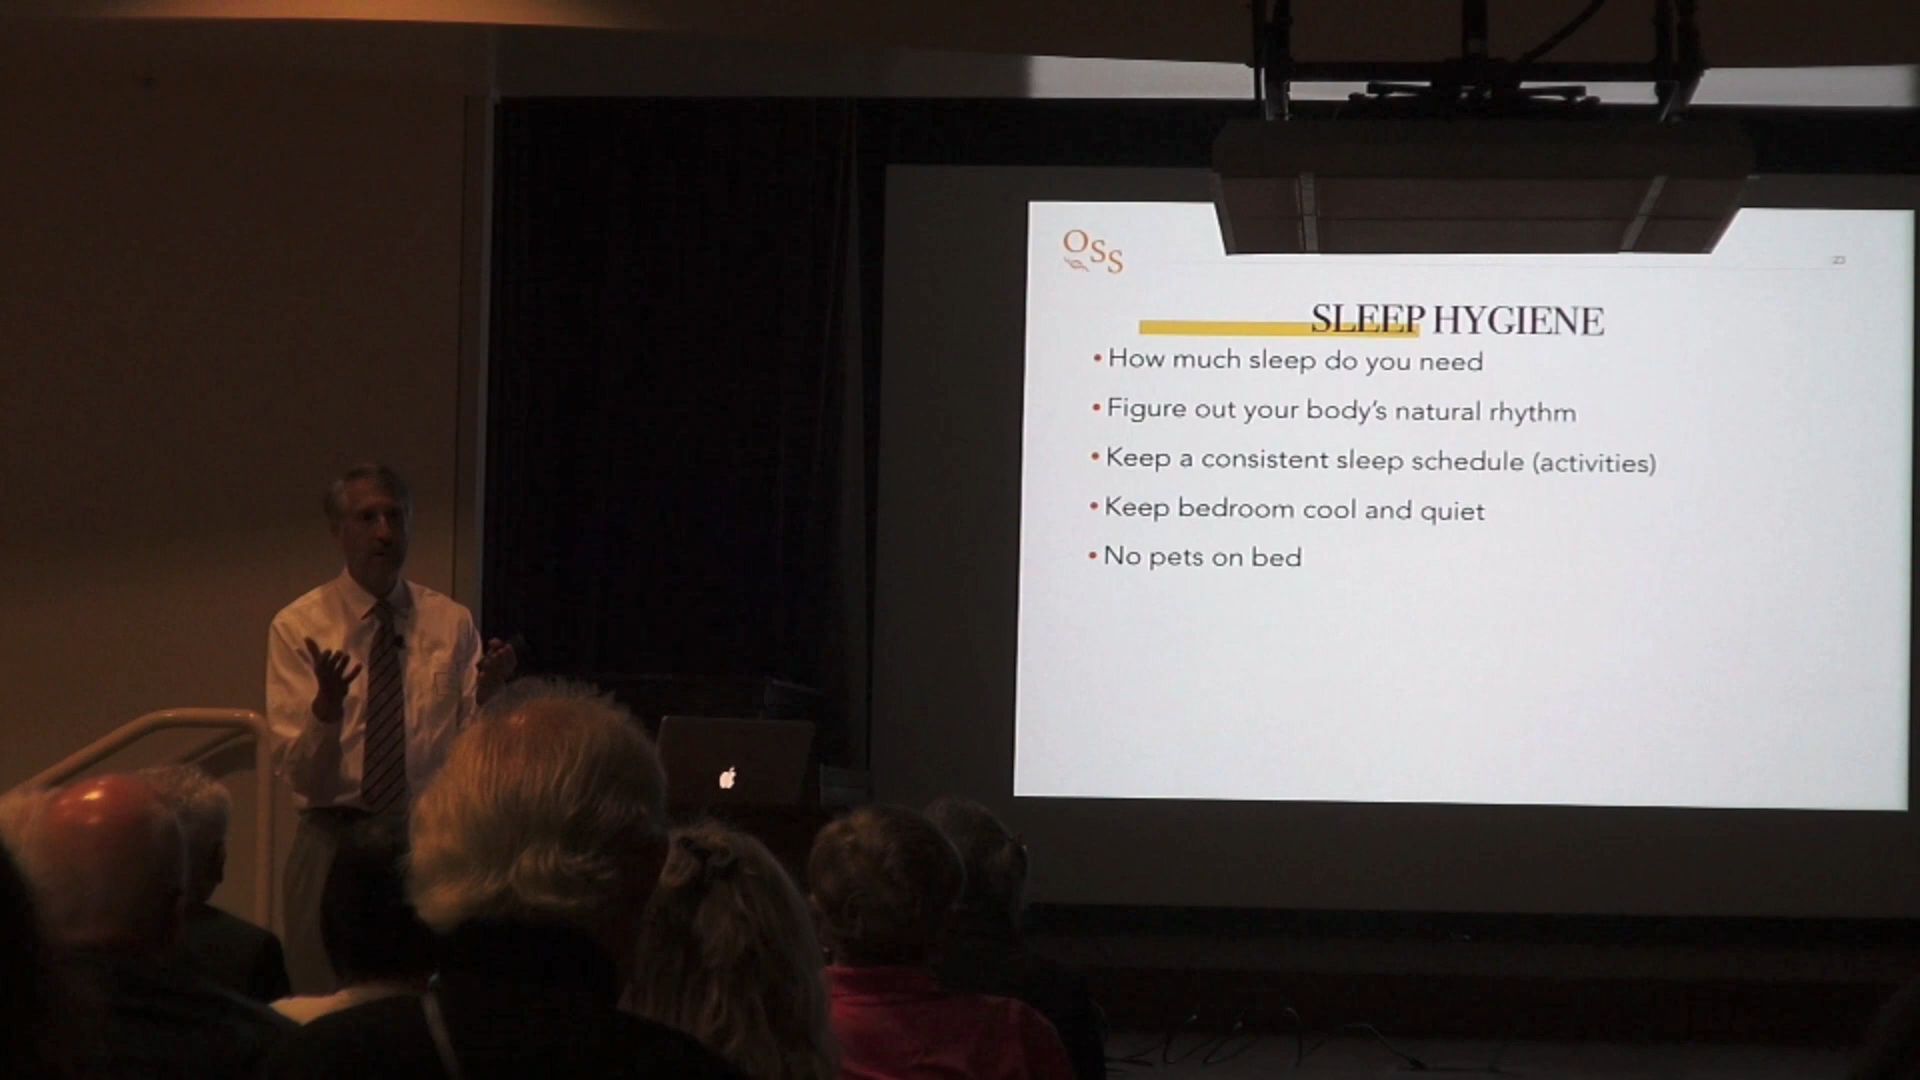 OSS
23
SLEEP HYGIENE
• How much sleep do you need
• Figure out your body's natural rhythm
• Keep a consistent sleep schedule (activities)
• Keep bedroom cool and quiet
• No pets on bed